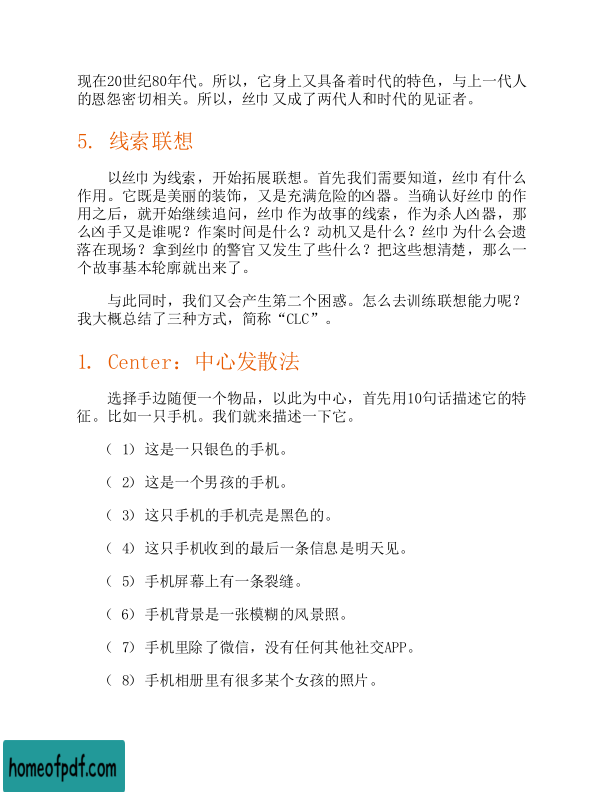 现在20世纪80年代。所以，它身上又具备着时代的特色，与上一代人
的恩怨密切相关。所以，丝巾又成了两代人和时代的见证者。
5. 线索联想
以丝巾为线索，开始拓展联想。首先我们需要知道，丝巾有什么
作用。它既是美丽的装饰，又是充满危险的凶器。当确认好丝巾的作
用之后，就开始继续追问，丝巾作为故事的线索，作为杀人凶器，那
么凶手又是谁呢？作案时间是什么？动机又是什么？丝巾为什么会遗
落在现场？拿到丝巾的警官又发生了些什么？把这些想清楚，那么一
个故事基本轮廓就出来了。
与此同时，我们又会产生第二个困惑。怎么去训练联想能力呢？
我大概总结了三种方式，简称“CLC”。
1. Center：中心发散法
选择手边随便一个物品，以此为中心，首先用10句话描述它的特
征。比如一只手机。我们就来描述一下它。
（ 1）这是一只银色的手机。
（ 2）这是一个男孩的手机。
（ 3）这只手机的手机壳是黑色的。
（ 4）这只手机收到的最后一条信息是明天见。
（ 5）手机屏幕上有一条裂缝。
（ 6）手机背景是一张模糊的风景照。
（ 7）手机里除了微信，没有任何其他社交APP。
（ 8）手机相册里有很多某个女孩的照片。
homeofpdf.com